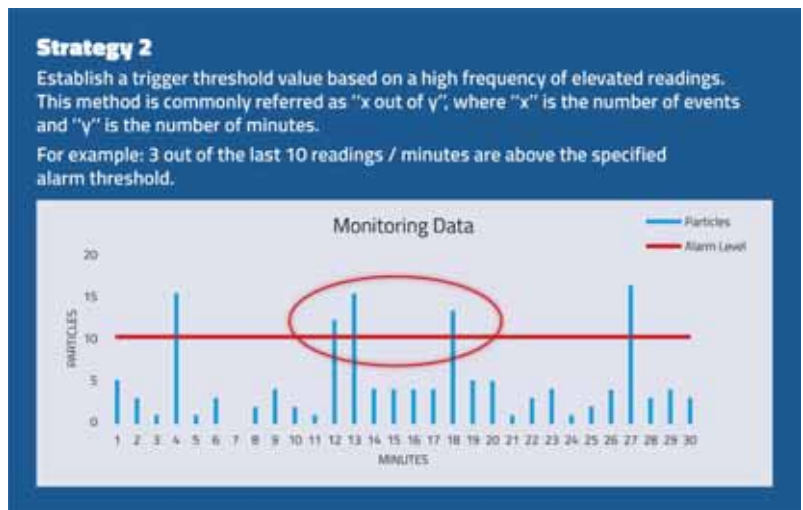 Strategy 2
Establish a trigger threshold value based on a high frequency of elevated readings.
This method is commonly referred as "x out of y", where "x" is the number of events
and "y" is the number of minutes.
For example: 3 out of the last 10 readings / minutes are above the specified
alarm threshold.
Monitoring Data
Particles
Alarm Level
20
15
10
5
0
PARTICLES
1 2 3 4 5 6 7 8 9 10 11 12 13 14 15 16 17 18 19 20 21 22 23 24 25 26 27 28 29 30
MINUTES